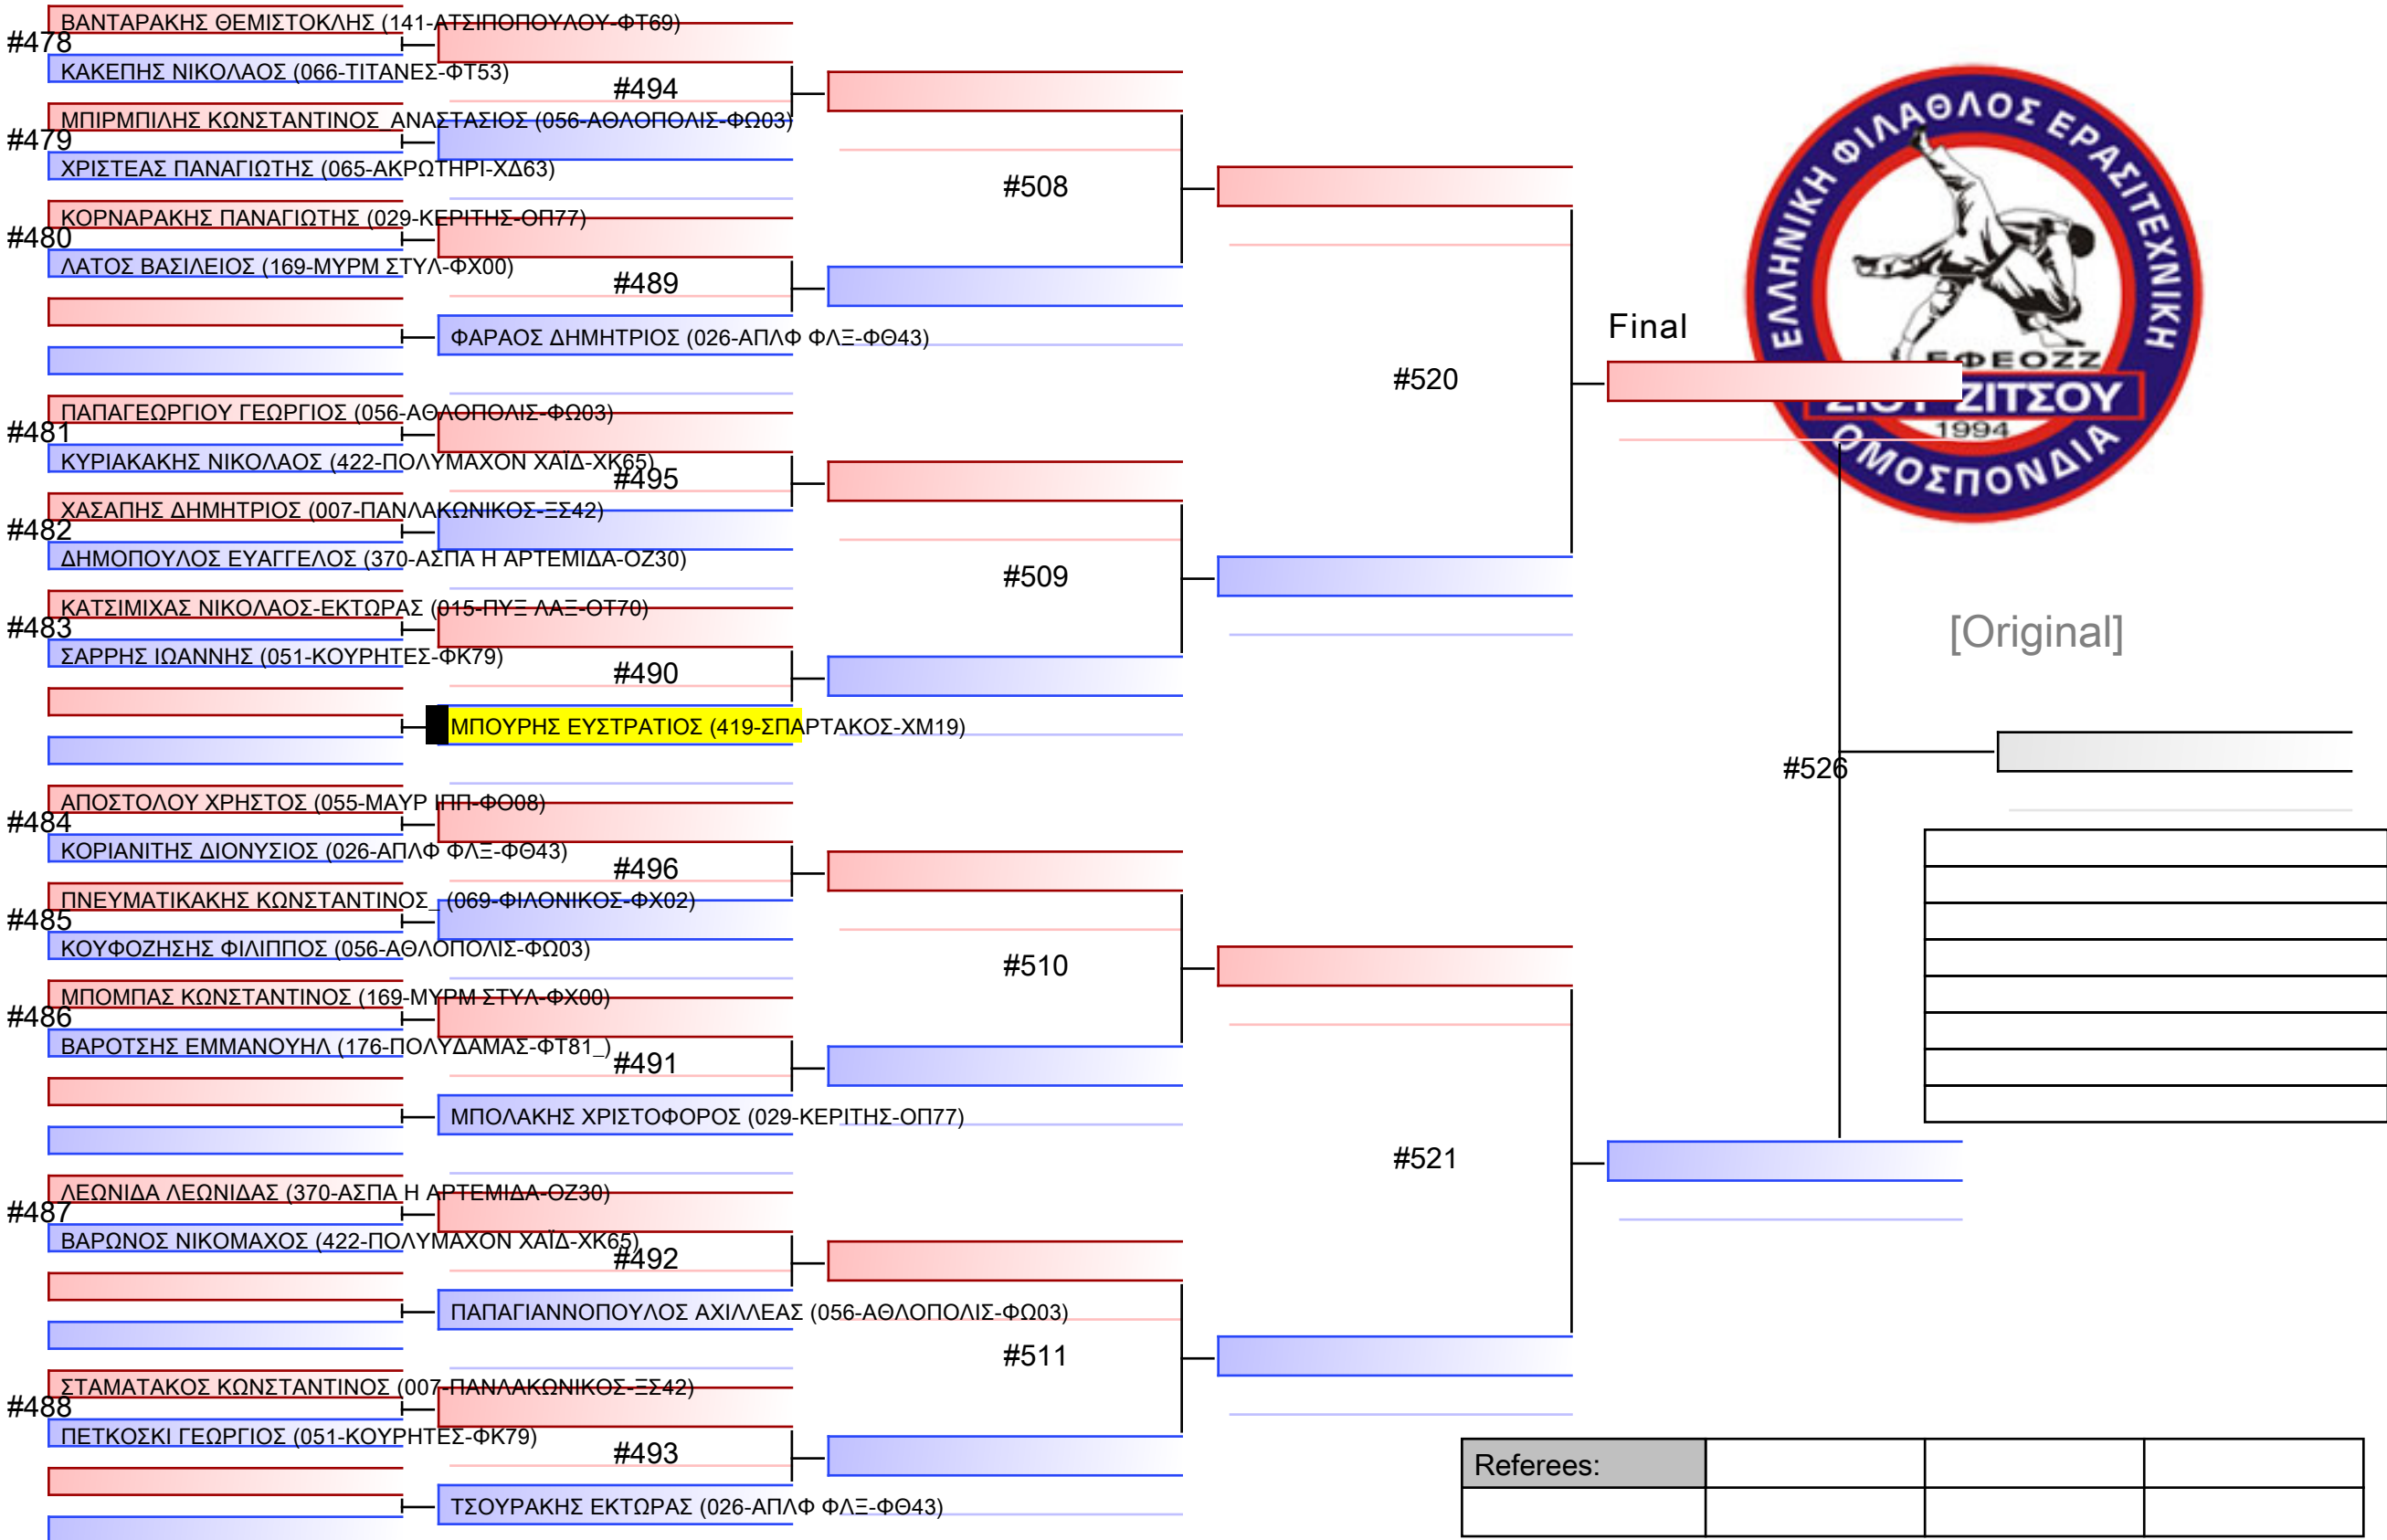 ΒΑΝΤΑΡΑΚΗΣ ΘΕΜΙΣΤΟΚΛΗΣ (141-ΑΤΣΙΠΟΠΟΥΛΟΥ-ΦΤ69)
#478
ΚΑΚΕΠΗΣ ΝΙΚΟΛΑΟΣ (066-ΤΙΤΑΝΕΣ-ΦΤ53)
#494
ΜΠΙΡΜΠΙΛΗΣ ΚΩΝΣΤΑΝΤΙΝΟΣ_ΑΝΑΣΤΑΣΙΟΣ (056-ΑΘΛΟΠΟΛΙΣ-ΦΩ03)
#479
ΧΡΙΣΤΕΑΣ ΠΑΝΑΓΙΩΤΗΣ (065-ΑΚΡΩΤΗΡΙ-ΧΔ63)
#508
ΚΟΡΝΑΡΑΚΗΣ ΠΑΝΑΓΙΩΤΗΣ (029-ΚΕΡΙΤΗΣ-ΟΠ77)
#480
ΛΑΤΟΣ ΒΑΣΙΛΕΙΟΣ (169-ΜΥΡΜ ΣΤΥΛ-ΦΧ00)
#489
ΦΑΡΑΟΣ ΔΗΜΗΤΡΙΟΣ (026-ΑΠΛΦ ΦΛΞ-ΦΘ43)
Final
#520
ΕΛΛΗΝΙΚΗ ΦΙΛΑΘΛΟΣ ΕΡΑΣΙΤΕΧΝΙΚΗ
ΕΦΕΟΖΖ
ΖΙΟΥ ΖΙΤΣΟΥ
1994
ΟΜΟΣΠΟΝΔΙΑ
ΠΑΠΑΓΕΩΡΓΙΟΥ ΓΕΩΡΓΙΟΣ (056-ΑΘΛΟΠΟΛΙΣ-ΦΩ03)
#481
ΚΥΡΙΑΚΑΚΗΣ ΝΙΚΟΛΑΟΣ (422-ΠΟΛΥΜΑΧΟΝ ΧΑΪΔ-ΧΚ65)
#495
ΧΑΣΑΠΗΣ ΔΗΜΗΤΡΙΟΣ (007-ΠΑΝΛΑΚΩΝΙΚΟΣ-ΞΣ42)
#482
ΔΗΜΟΠΟΥΛΟΣ ΕΥΑΓΓΕΛΟΣ (370-ΑΣΠΑ Η ΑΡΤΕΜΙΔΑ-ΟΖ30)
#509
ΚΑΤΣΙΜΙΧΑΣ ΝΙΚΟΛΑΟΣ-ΕΚΤΩΡΑΣ (015-ΠΥΞ ΛΑΞ-ΟΤ70)
#483
[Original]
ΣΑΡΡΗΣ ΙΩΑΝΝΗΣ (051-ΚΟΥΡΗΤΕΣ-ΦΚ79)
#490
ΜΠΟΥΡΗΣ ΕΥΣΤΡΑΤΙΟΣ (419-ΣΠΑΡΤΑΚΟΣ-ΧΜ19)
#526
ΑΠΟΣΤΟΛΟΥ ΧΡΗΣΤΟΣ (055-ΜΑΥΡ ΙΠΠ-ΦΟ08)
#484
ΚΟΡΙΑΝΙΤΗΣ ΔΙΟΝΥΣΙΟΣ (026-ΑΠΛΦ ΦΛΞ-ΦΘ43)
#496
ΠΝΕΥΜΑΤΙΚΑΚΗΣ ΚΩΝΣΤΑΝΤΙΝΟΣ_ (069-ΦΙΛΟΝΙΚΟΣ-ΦΧ02)
#485
ΚΟΥΦΟΖΗΣΗΣ ΦΙΛΙΠΠΟΣ (056-ΑΘΛΟΠΟΛΙΣ-ΦΩ03)
#510
ΜΠΟΜΠΑΣ ΚΩΝΣΤΑΝΤΙΝΟΣ (169-ΜΥΡΜ ΣΤΥΛ-ΦΧ00)
#486
ΒΑΡΟΤΣΗΣ ΕΜΜΑΝΟΥΗΛ (176-ΠΟΛΥΔΑΜΑΣ-ΦΤ81_)
#491
ΜΠΟΛΑΚΗΣ ΧΡΙΣΤΟΦΟΡΟΣ (029-ΚΕΡΙΤΗΣ-ΟΠ77)
#521
ΛΕΩΝΙΔΑ ΛΕΩΝΙΔΑΣ (370-ΑΣΠΑ Η ΑΡΤΕΜΙΔΑ-ΟΖ30)
#487
ΒΑΡΩΝΟΣ ΝΙΚΟΜΑΧΟΣ (422-ΠΟΛΥΜΑΧΟΝ ΧΑΪΔ-ΧΚ65)
#492
ΠΑΠΑΓΙΑΝΝΟΠΟΥΛΟΣ ΑΧΙΛΛΕΑΣ (056-ΑΘΛΟΠΟΛΙΣ-ΦΩ03)
#511
ΣΤΑΜΑΤΑΚΟΣ ΚΩΝΣΤΑΝΤΙΝΟΣ (007-ΠΑΝΛΑΚΩΝΙΚΟΣ-ΞΣ42)
#488
ΠΕΤΚΟΣΚΙ ΓΕΩΡΓΙΟΣ (051-ΚΟΥΡΗΤΕΣ-ΦΚ79)
#493
Referees:
ΤΣΟΥΡΑΚΗΣ ΕΚΤΩΡΑΣ (026-ΑΠΛΦ ΦΛΞ-ΦΘ43)